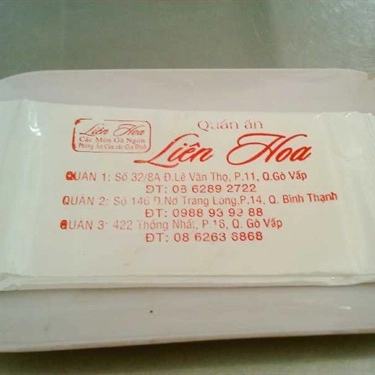 Liên Hoa
Các Món Gà Ngon
Quán ăn
Liên Hoa
QUÁN 1: Số 32/8A Đ.Lê Văn Thọ, P.11, Q.Gò Vấp
ĐT: 08 6289 2722
QUÁN 2: Số 146 Đ.Nơ Trang Long,P.14, Q. Bình Thạnh
ĐT: 0988 93 92 88
QUÁN 3: 422 Thống Nhất, P 16, Q. Gò Vấp
ĐT: 08 6263 8868